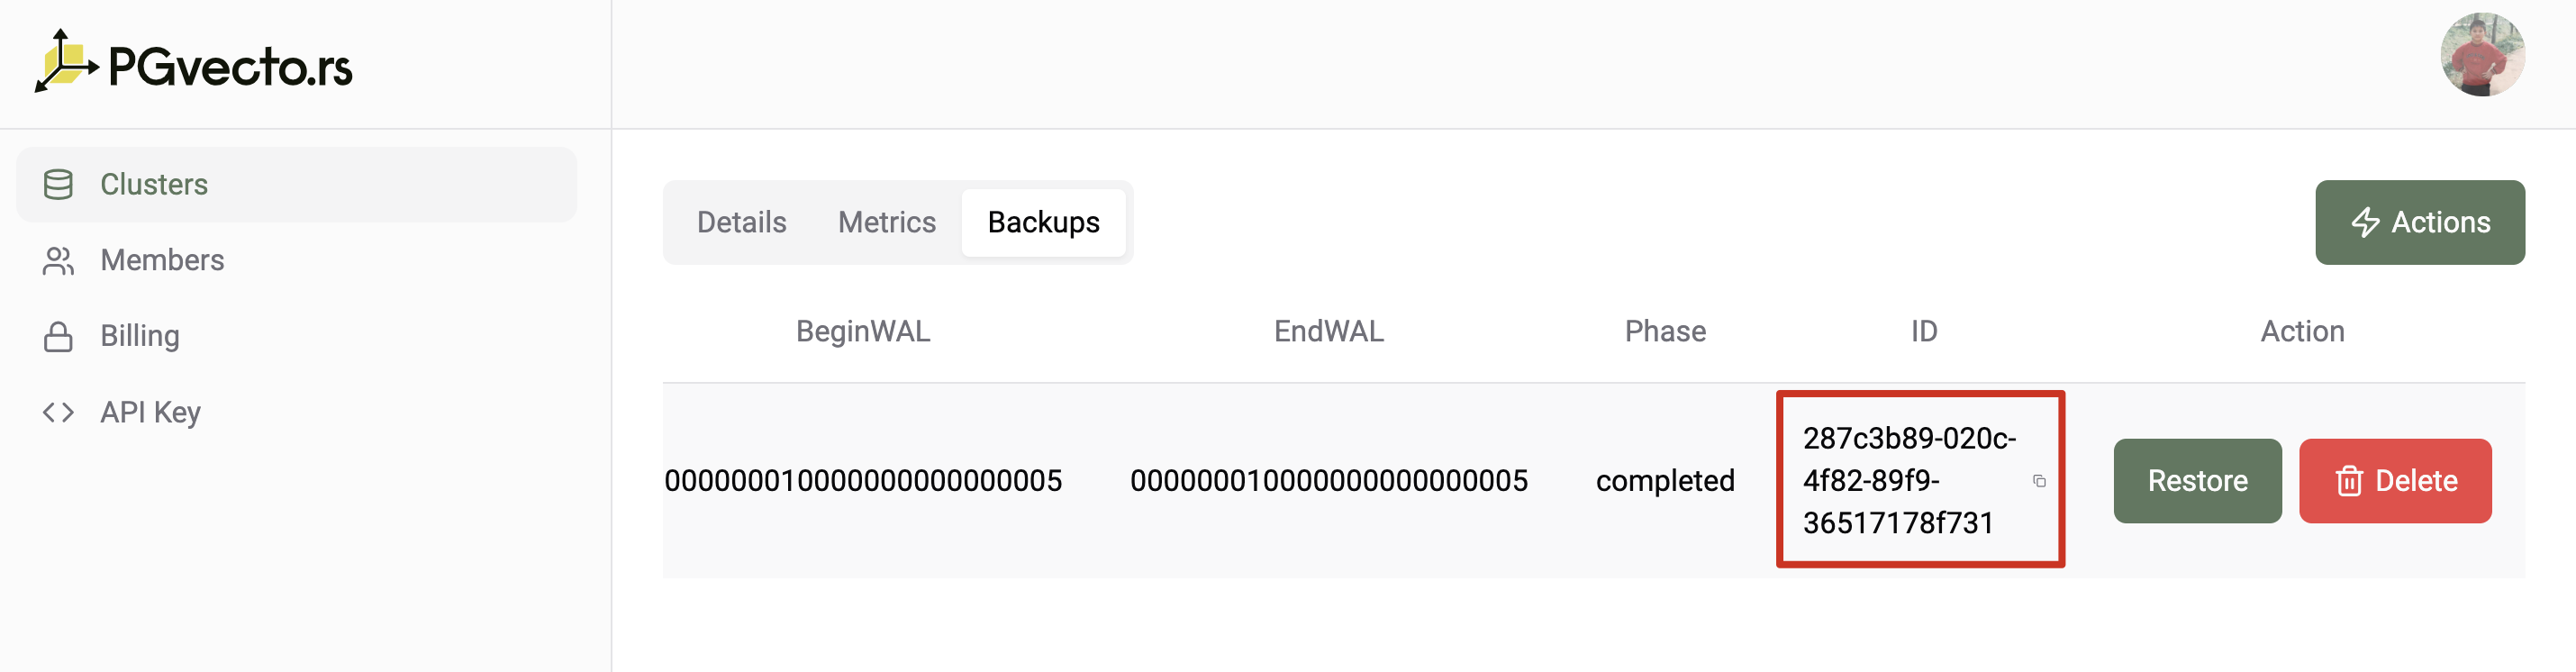 PGvecto.rs
Clusters
Members
Billing
API Key
Details Metrics Backups
Actions
BeginWAL EndWAL Phase ID Action
000000010000000000000005 000000010000000000000005 completed 287c3b89-020c-
4f82-89f9-
36517178f731
Restore Delete